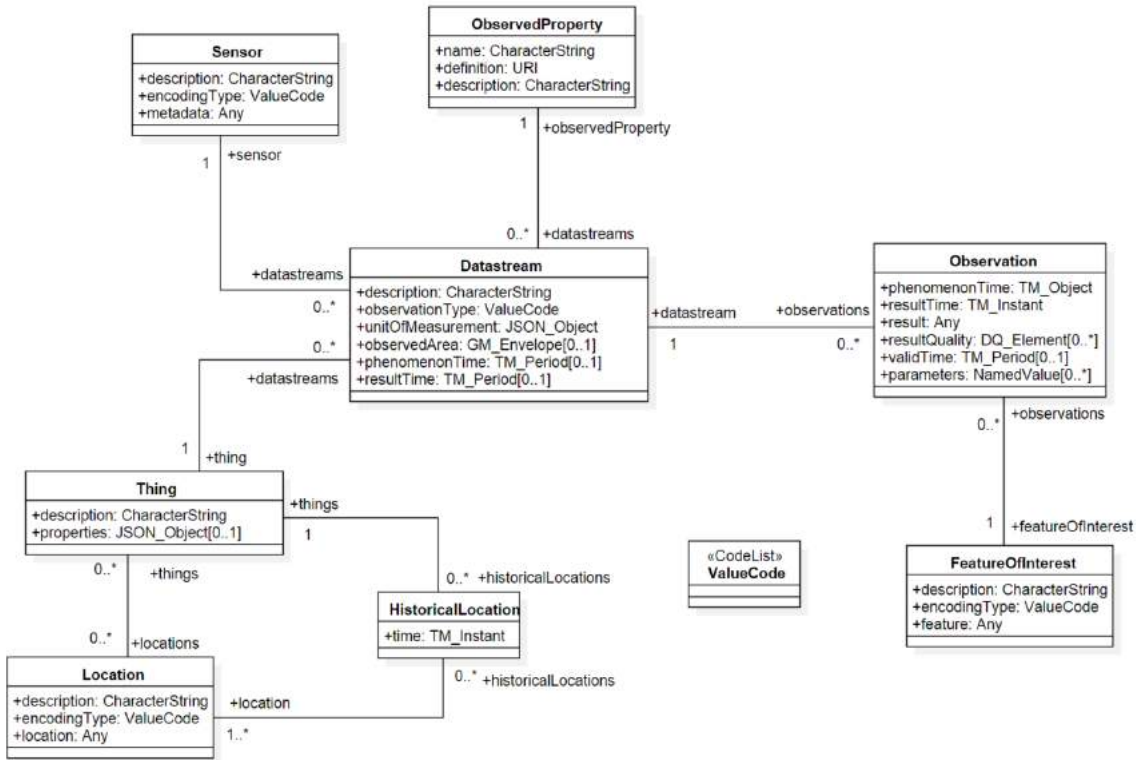 ObservedProperty
+name: CharacterString
+definition: URI
+description: CharacterString
Sensor
+description: CharacterString
+encodingType: ValueCode
+metadata: Any
1
+observedProperty
1
+sensor
0..*
+datastreams
+datastreams
0..*
Datastream
+description: CharacterString
+observationType: ValueCode
+unitOfMeasurement: JSON_Object
+observedArea: GM_Envelope[0..1]
+phenomenonTime: TM_Period[0..1]
+resultTime: TM_Period[0..1]
+datastream
1
+observations
0..*
Observation
+phenomenonTime: TM_Object
+resultTime: TM_Instant
+result: Any
+resultQuality: DQ_Element[0..*]
+validTime: TM_Period[0..1]
+parameters: NamedValue[0..*]
0..*
+datastreams
+observations
0..*
1
+thing
Thing
+description: CharacterString
+properties: JSON_Object[0..1]
+things
1
0..*
+things
0..*
+historicalLocations
1
+featureOfInterest
«CodeList»
ValueCode
FeatureOfInterest
+description: CharacterString
+encodingType: ValueCode
+feature: Any
HistoricalLocation
+time: TM_Instant
0..*
+locations
0..*
+historicalLocations
Location
+description: CharacterString
+encodingType: ValueCode
+location: Any
+location
1..*